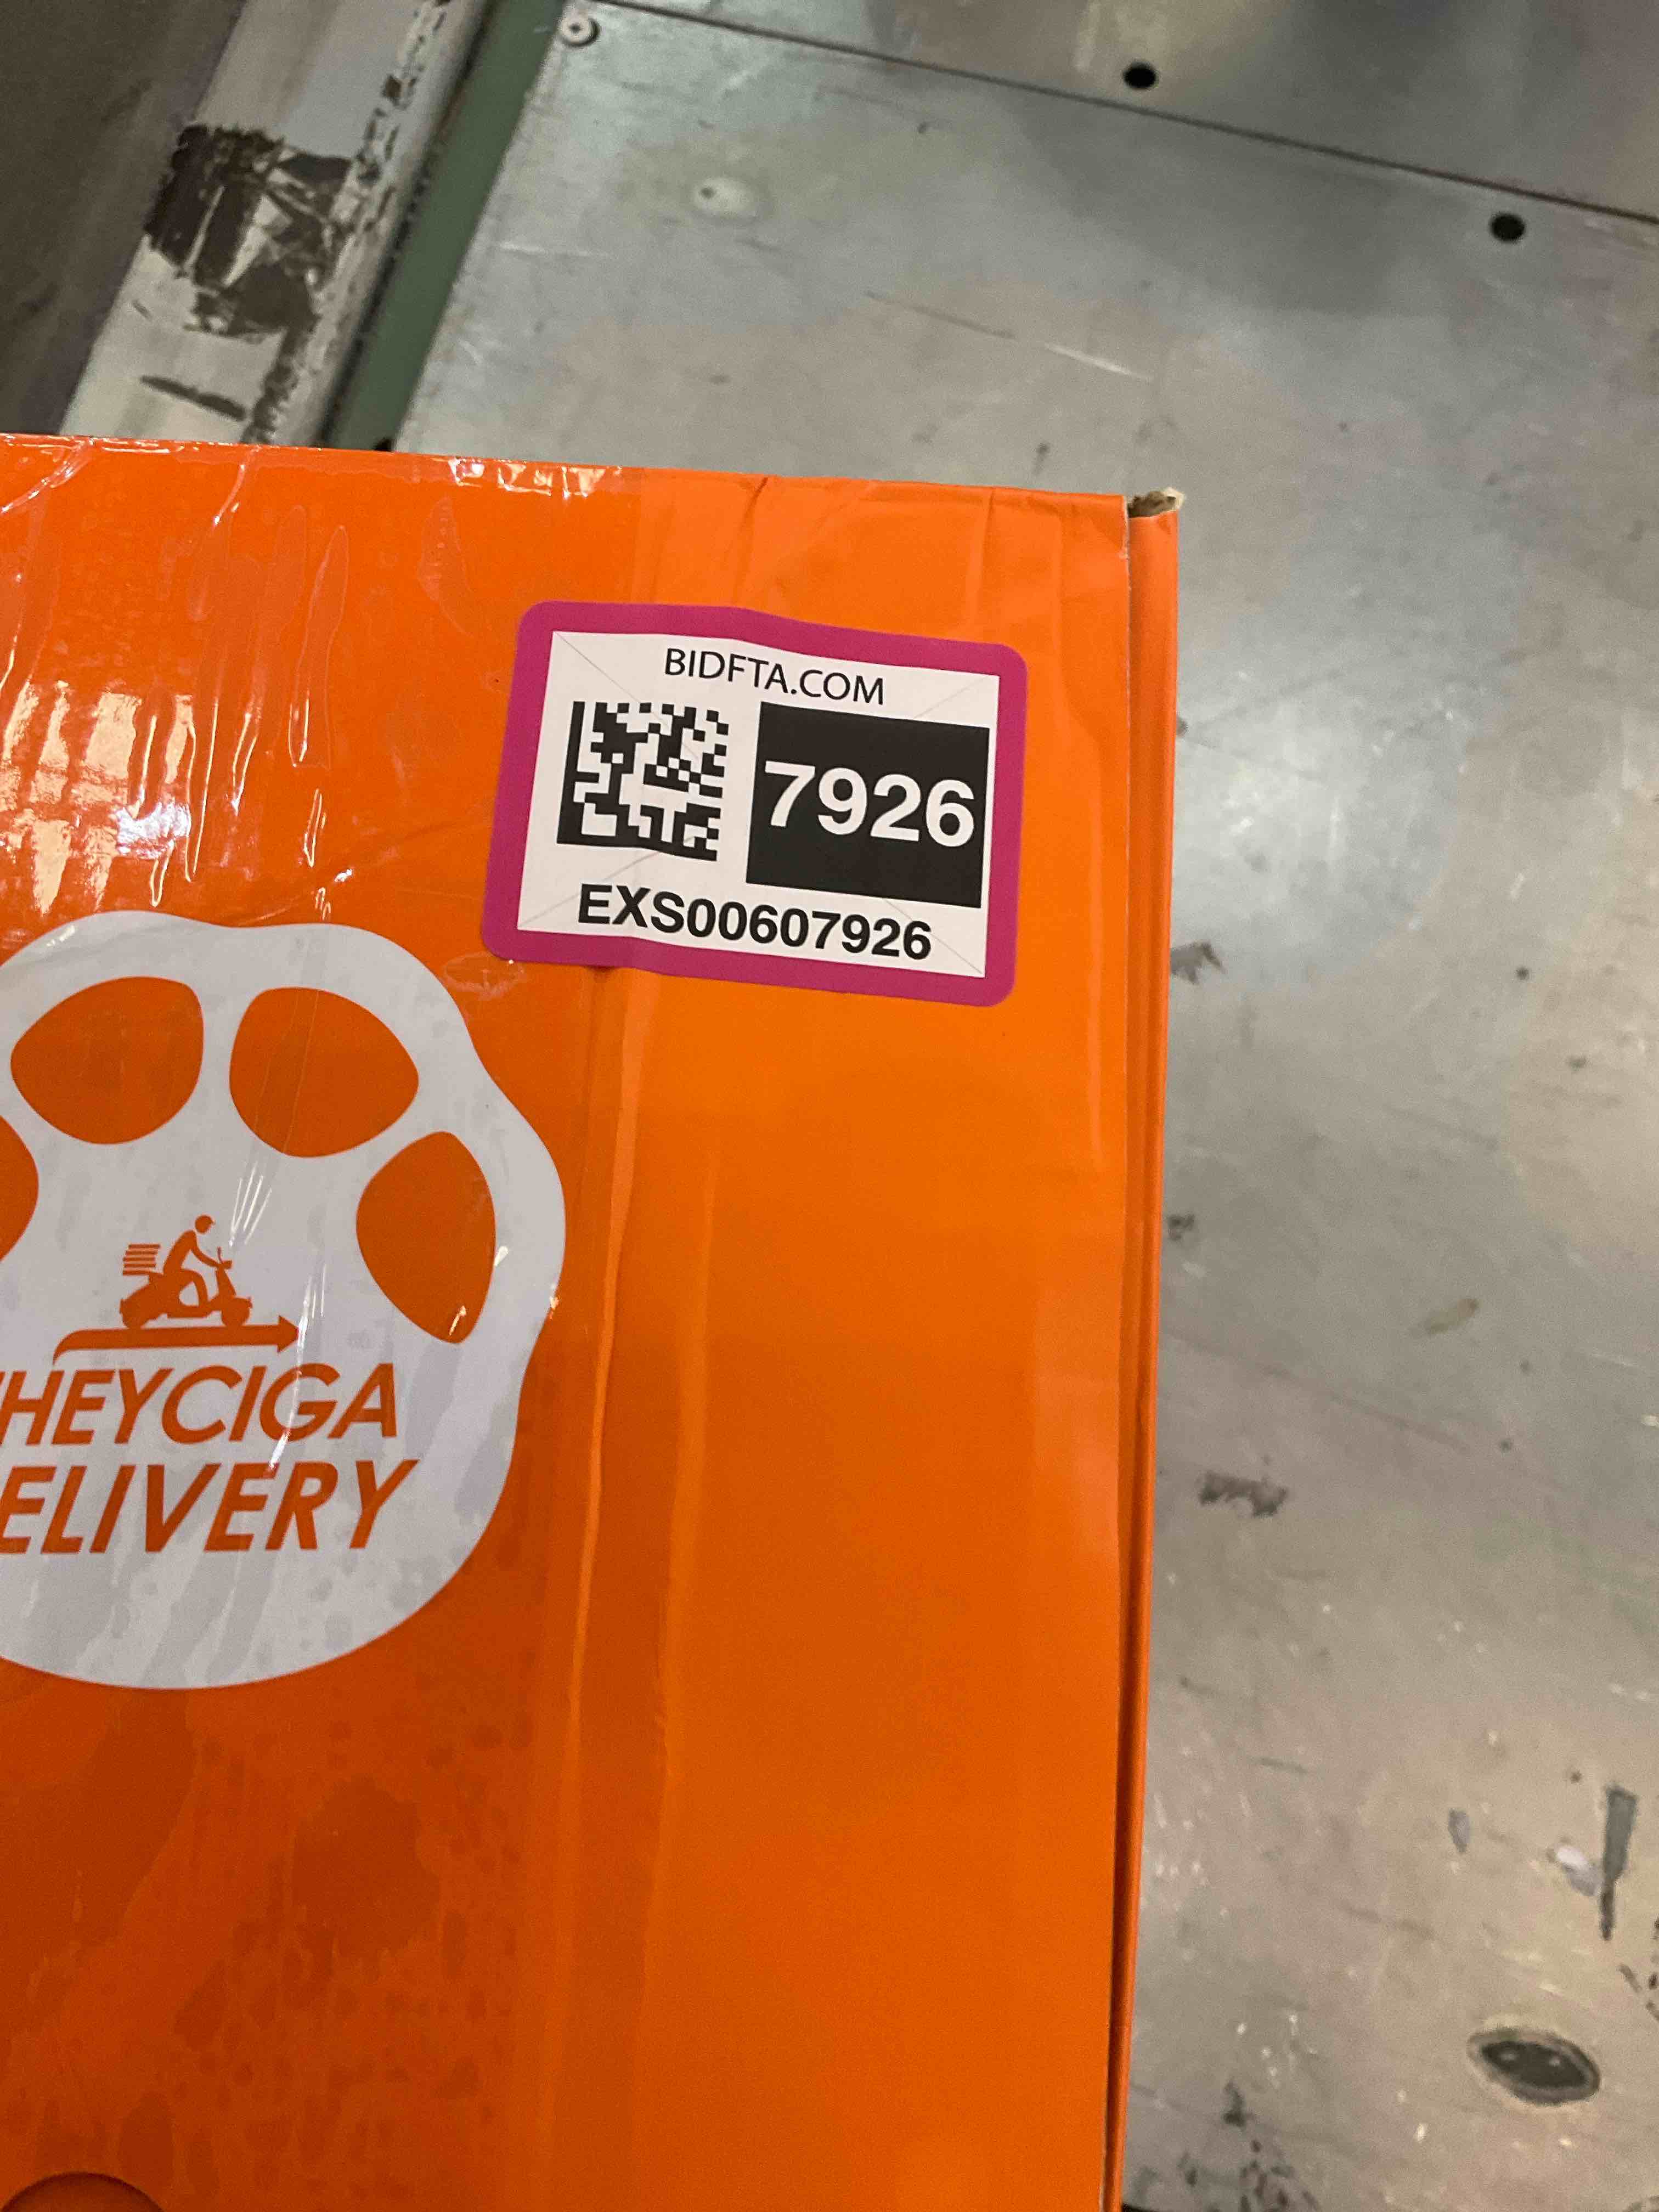 BIDFTA.COM
7926
EXS00607926
HEYCIGA
ELIVERY